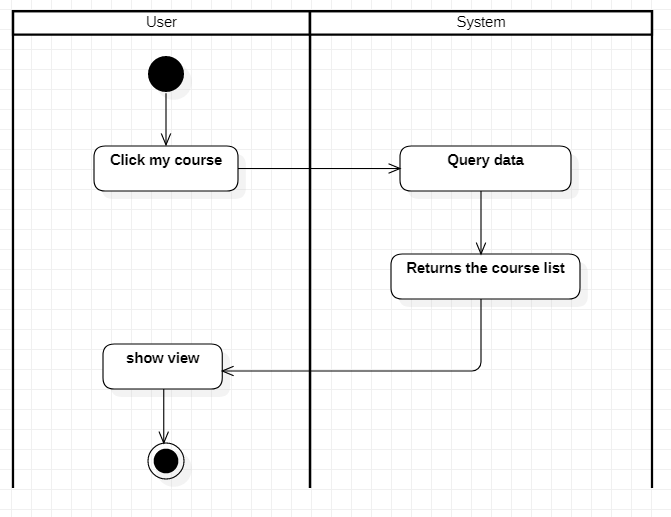 User
System
Click my course
Query data
Returns the course list
show view